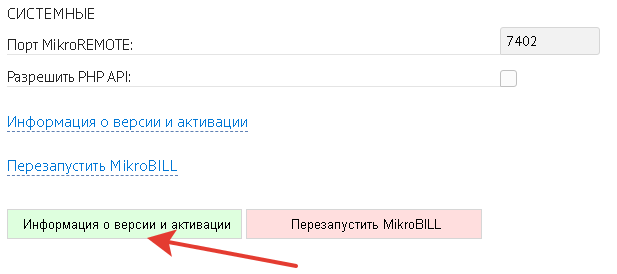 СИСТЕМНЫЕ
Порт MikroREMOTE: 7402
Разрешить PHP API:
Информация о версии и активации
Перезапустить MikroBILL
Информация о версии и активации Перезапустить MikroBILL